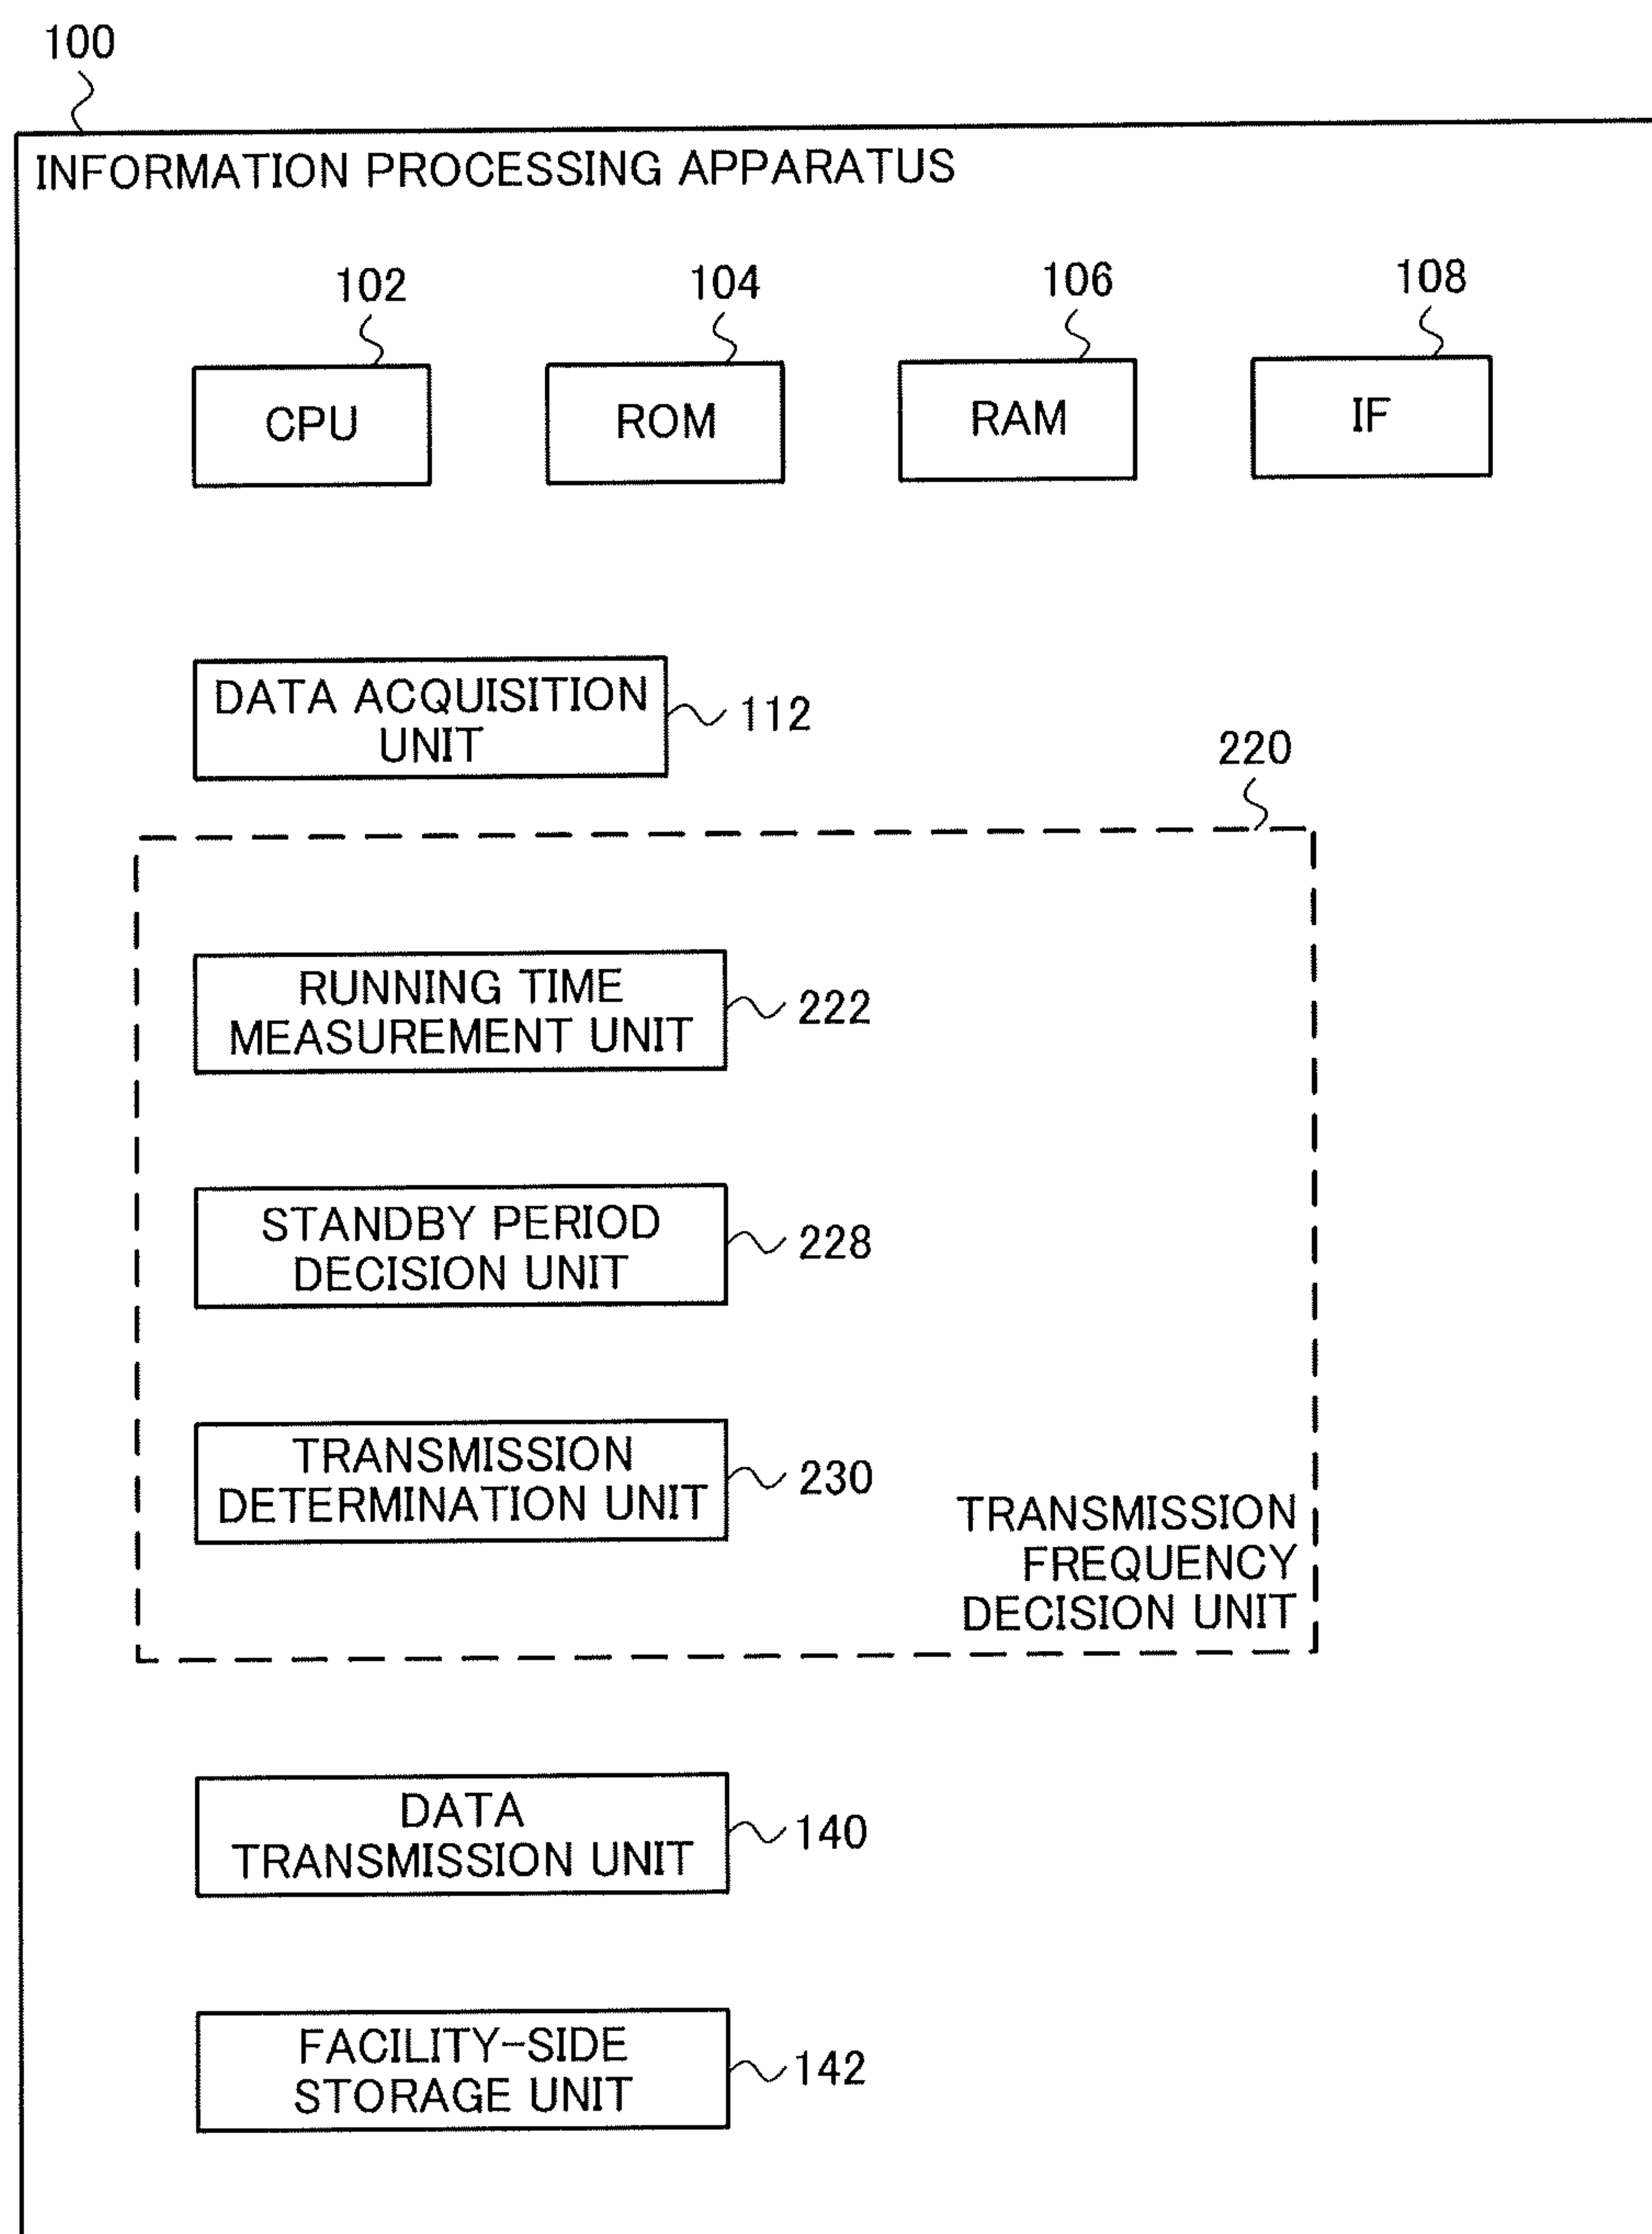 100
INFORMATION PROCESSING APPARATUS
102
104
106
108
CPU
ROM
RAM
IF
DATA ACQUISITION
UNIT
112
220
RUNNING TIME
MEASUREMENT UNIT
222
STANDBY PERIOD
DECISION UNIT
228
TRANSMISSION
DETERMINATION UNIT
230
TRANSMISSION
FREQUENCY
DECISION UNIT
DATA
TRANSMISSION UNIT
140
FACILITY-SIDE
STORAGE UNIT
142